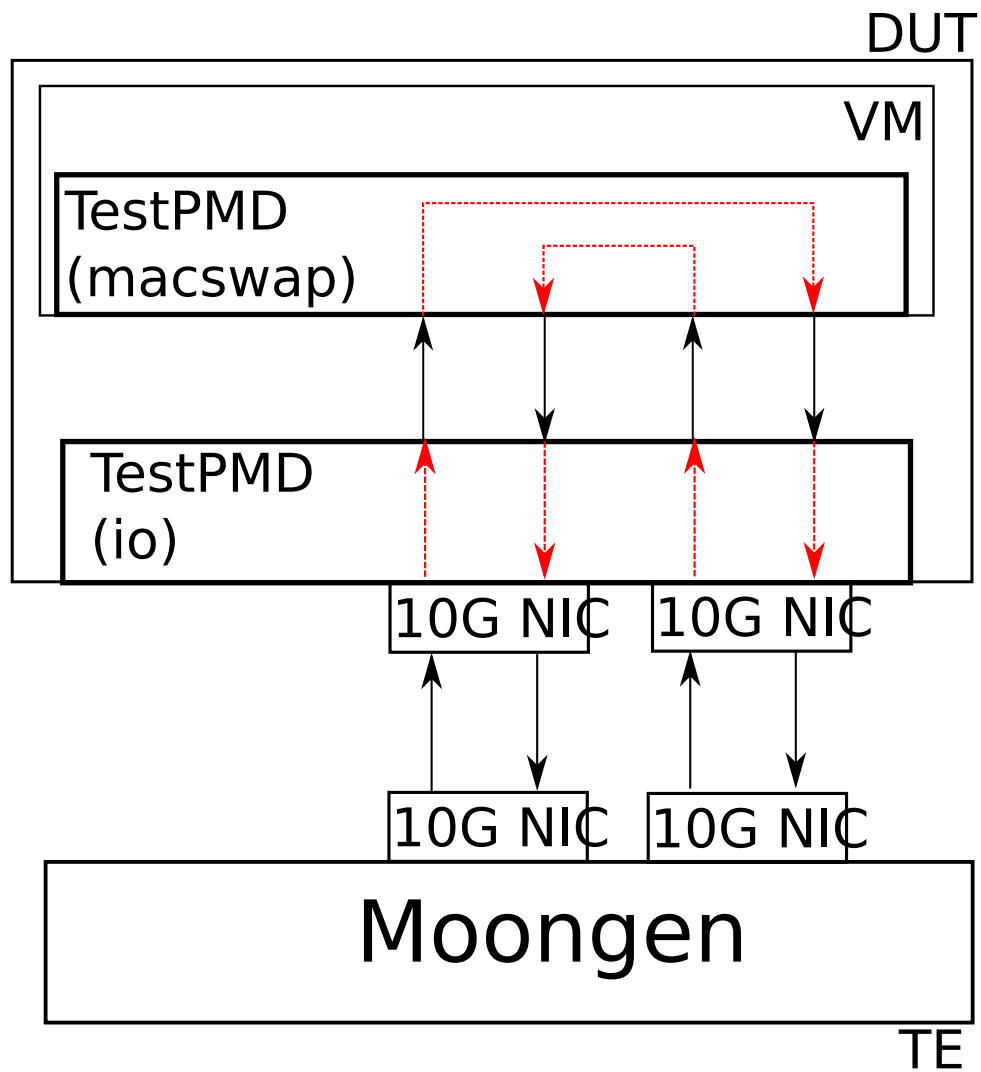 DUT
VM
TestPMD
(macswap)
TestPMD
(io)
10G NIC
10G NIC
10G NIC
10G NIC
Moongen
TE